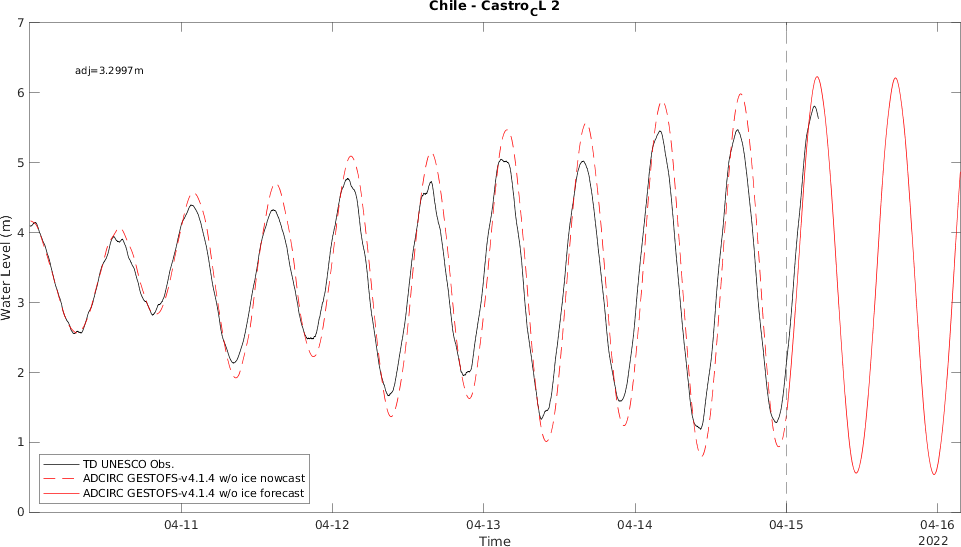 Chile - Castro_CL 2
7
adj=3.2997m
6
5
4
3
2
1
0
Water Level (m)
TD UNESCO Obs.
ADCIRC GESTOFS-v4.1.4 w/o ice nowcast
ADCIRC GESTOFS-v4.1.4 w/o ice forecast
04-11 04-12 04-13 04-14 04-15 04-16
Time 2022